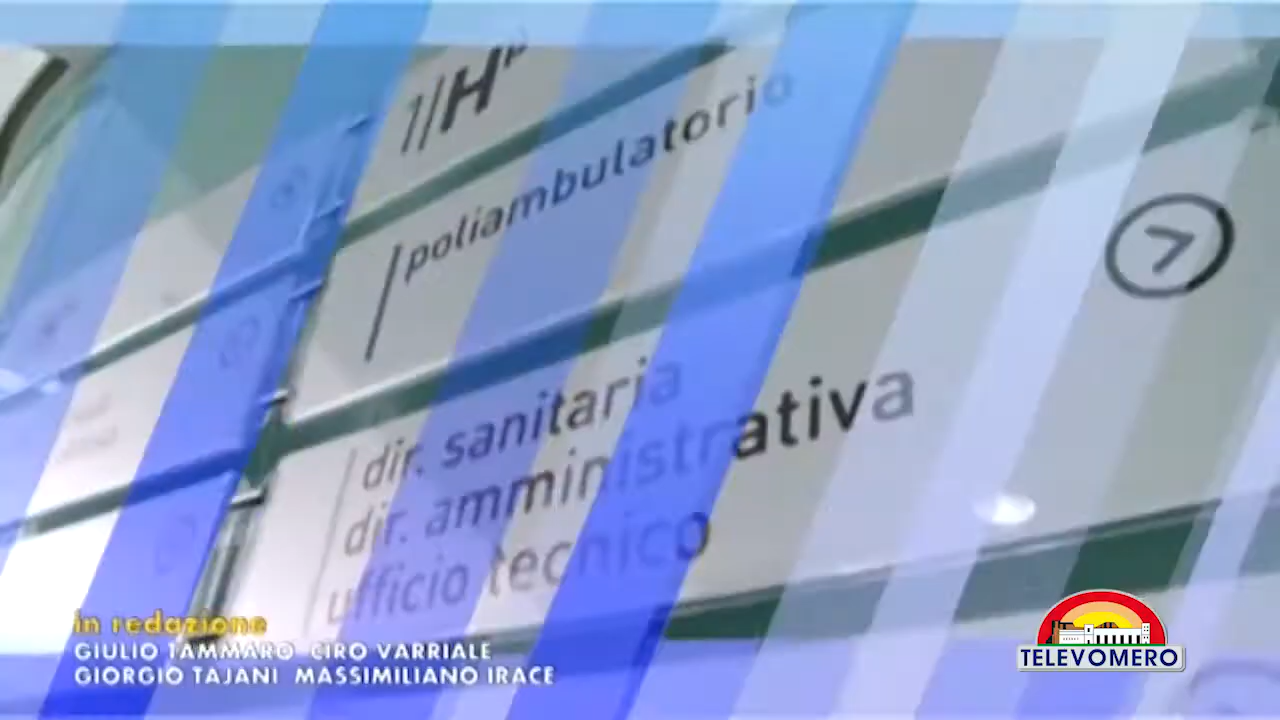 poliambulatorio
dir. sanitaria
dir. amministrativa
ufficio tecnico
in redazione
GIULIO TAMMARO CIRO VARRIALE
GIORGIO TAJANI MASSIMILIANO IRACE
TELEVOMERO